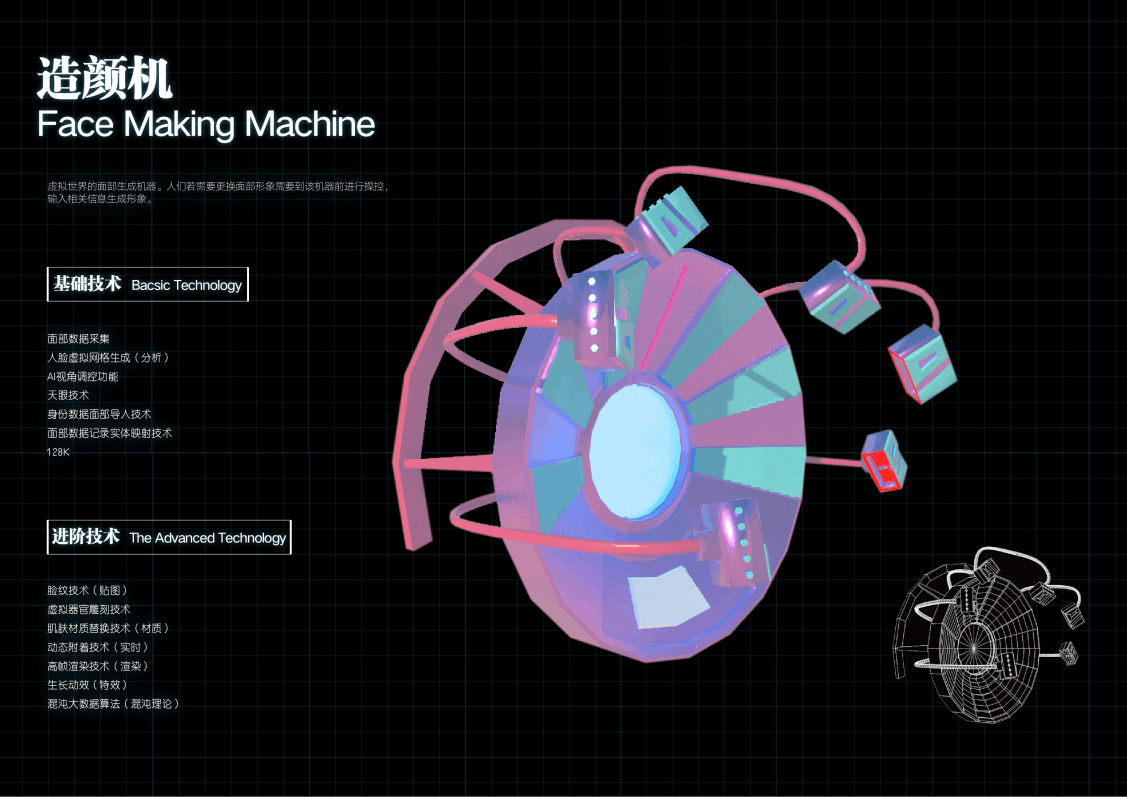 造颜机
Face Making Machine
虚拟世界的面部生成机器。人们若需要更换面部形象需要到该机器前进行操控，
输入相关信息生成形象。
基础技术 Bacsic Technology
面部数据采集
人脸虚拟网格生成（分析）
AI视角调控功能
天眼技术
身份数据面部导入技术
面部数据记录实体映射技术
128K
进阶技术 The Advanced Technology
脸纹技术（贴图）
虚拟器官雕刻技术
肌肤材质替换技术（材质）
动态附着技术（实时）
高帧渲染技术（渲染）
生长动效（特效）
混沌大数据算法（混沌理论）